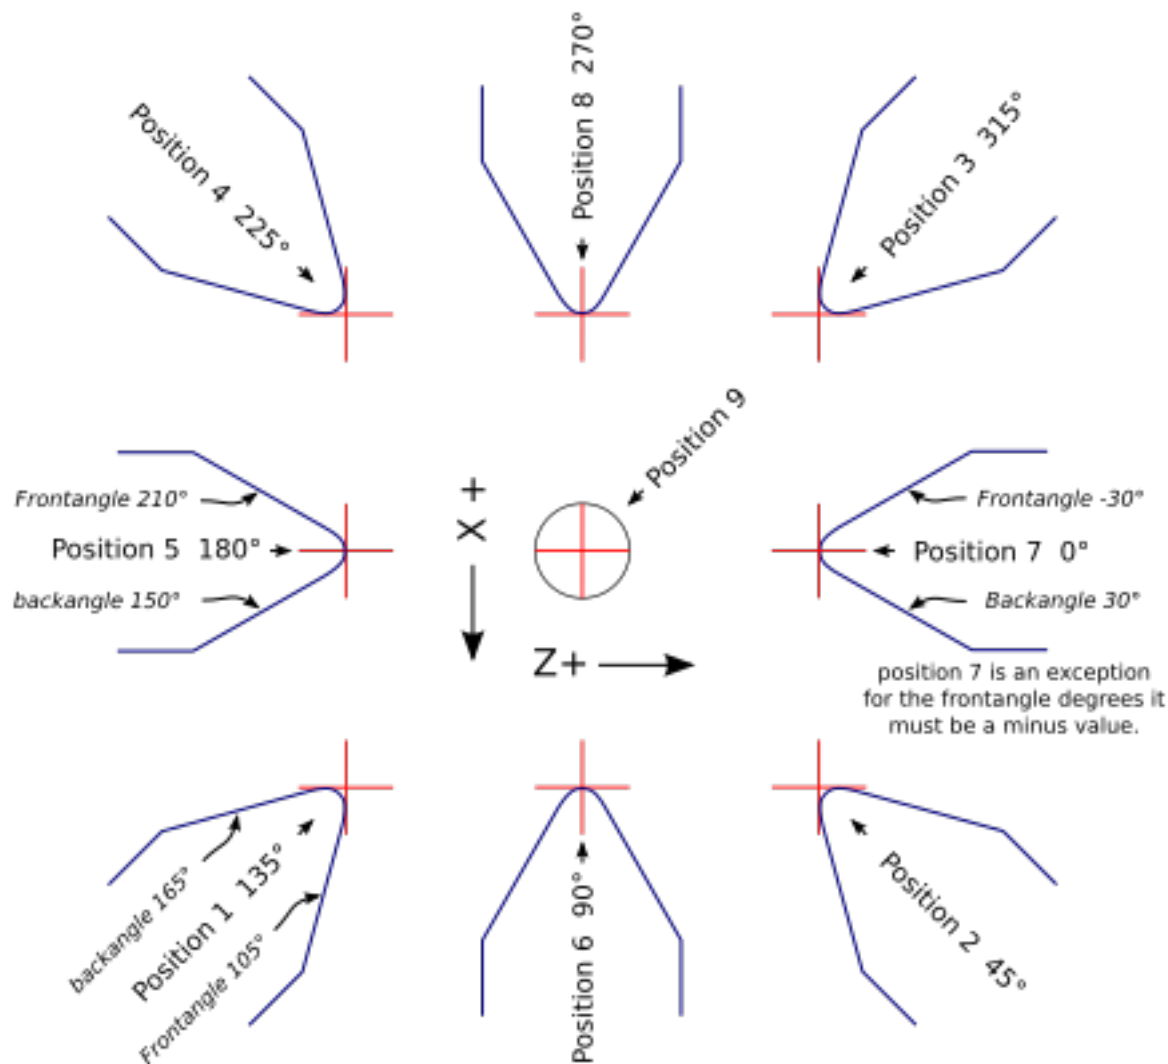 Position 4 225°
Position 8 270°
Position 3 315°
Position 9
Frontangle 210°
Position 5 180°
backangle 150°
X +
Z+
Frontangle -30°
Position 7 0°
Backangle 30°
position 7 is an exception
for the frontangle degrees it
must be a minus value.
backangle 165°
Position 1 135°
Frontangle 105°
Position 6 90°
Position 2 45°